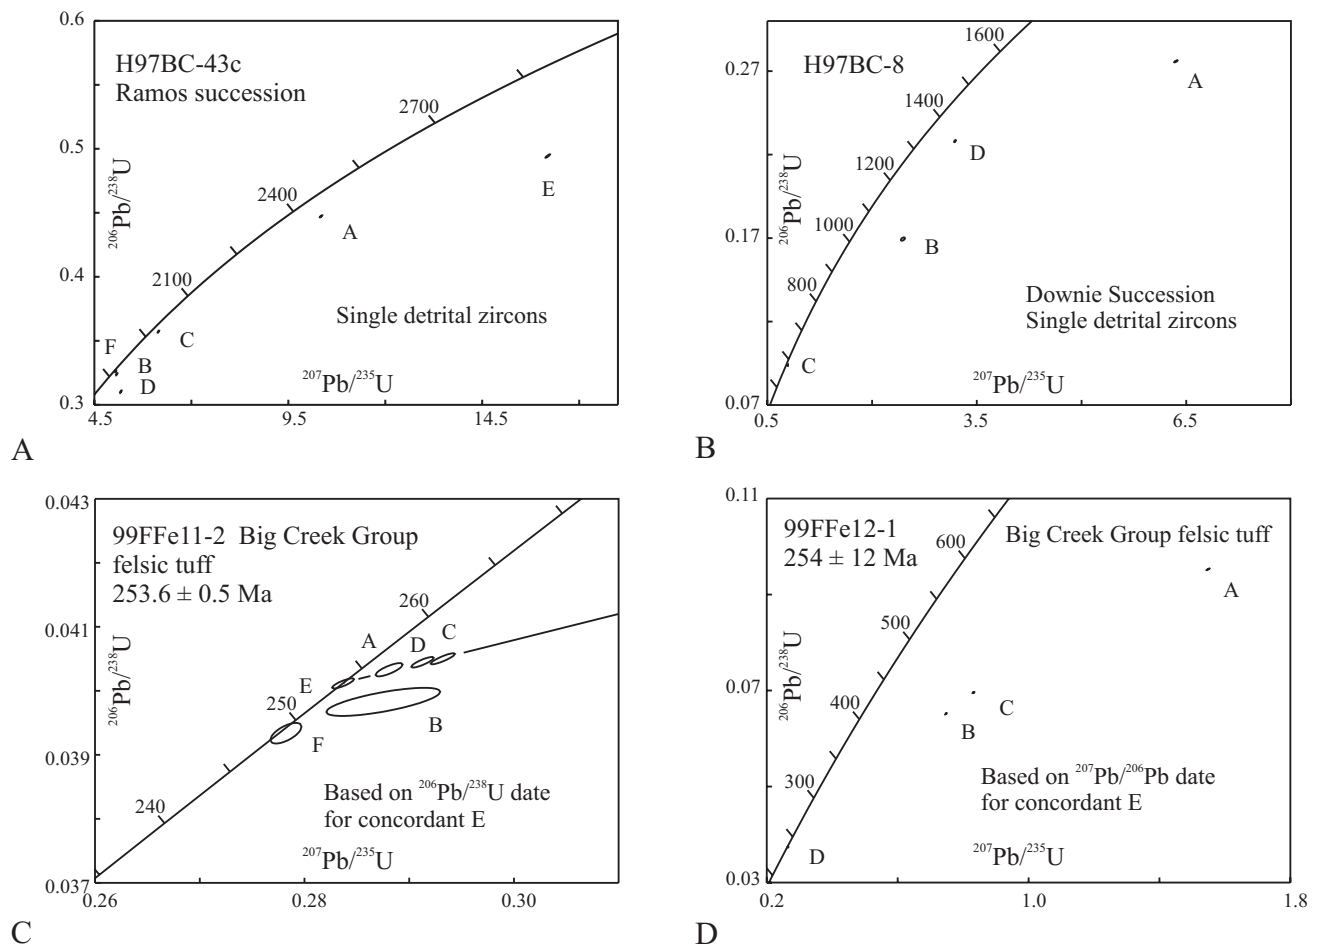 0.6
H97BC-43c
Ramos succession
2700
0.5
206Pb/238U
E
2400
A
0.4
2100
Single detrital zircons
C
F
B
D
207Pb/235U
0.3
4.5
9.5
14.5
A
1600
H97BC-8
0.27
A
1400
D
1200
206Pb/238U
1000
0.17
B
800
Downie Succession
Single detrital zircons
C
207Pb/235U
0.07
0.5
3.5
6.5
B
0.043
99FFe11-2 Big Creek Group
felsic tuff
253.6 ± 0.5 Ma
260
0.041
A
D
C
206Pb/238U
E
250
B
F
0.039
240
Based on 206Pb/238U date
for concordant E
207Pb/235U
0.037
0.26
0.28
0.30
C
0.11
99FFe12-1
254 ± 12 Ma
Big Creek Group felsic tuff
600
A
500
206Pb/238U
0.07
400
C
B
300
Based on 207Pb/206Pb date
for concordant E
D
207Pb/235U
0.03
0.2
1.0
1.8
D